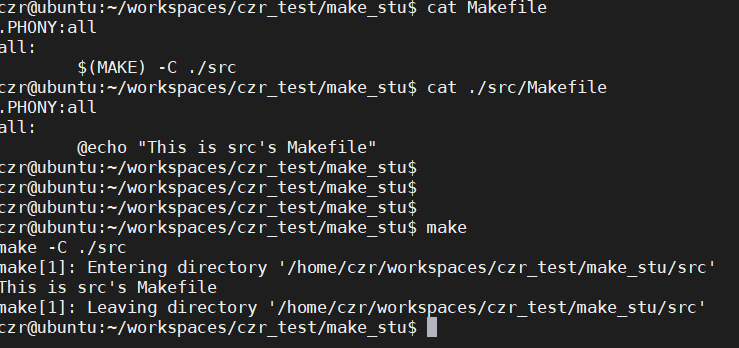 czr@ubuntu:~/workspaces/czr_test/make_stu$ cat Makefile
.PHONY:all
all:
        $(MAKE) -C ./src
czr@ubuntu:~/workspaces/czr_test/make_stu$ cat ./src/Makefile
.PHONY:all
all:
        @echo "This is src's Makefile"
czr@ubuntu:~/workspaces/czr_test/make_stu$
czr@ubuntu:~/workspaces/czr_test/make_stu$
czr@ubuntu:~/workspaces/czr_test/make_stu$
czr@ubuntu:~/workspaces/czr_test/make_stu$ make
make -C ./src
make[1]: Entering directory '/home/czr/workspaces/czr_test/make_stu/src'
This is src's Makefile
make[1]: Leaving directory '/home/czr/workspaces/czr_test/make_stu/src'
czr@ubuntu:~/workspaces/czr_test/make_stu$